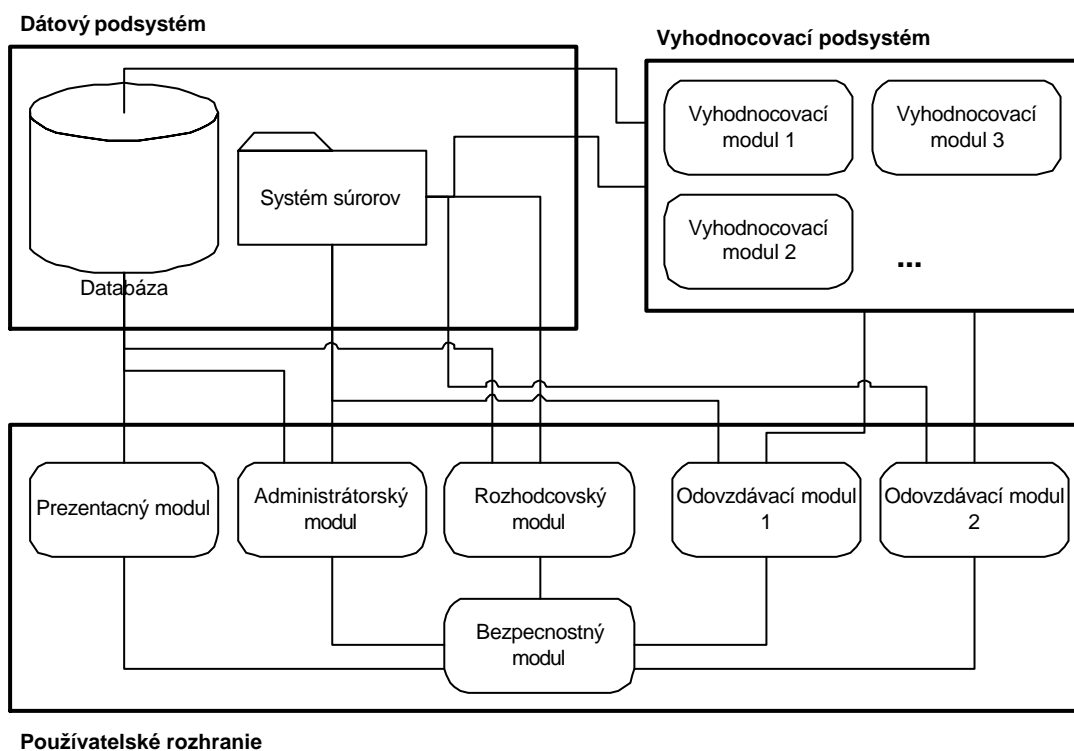 Dátový podsystém
Vyhodnocovací podsystém
Vyhodnocovací
modul 1
Vyhodnocovací
modul 3
Systém súrorov
Vyhodnocovací
modul 2
...
Databáza
Prezentacný modul
Administrátorský
modul
Rozhodcovský
modul
Odovzdávací modul
1
Odovzdávací modul
2
Bezpecnostný
modul
Používatelské rozhranie